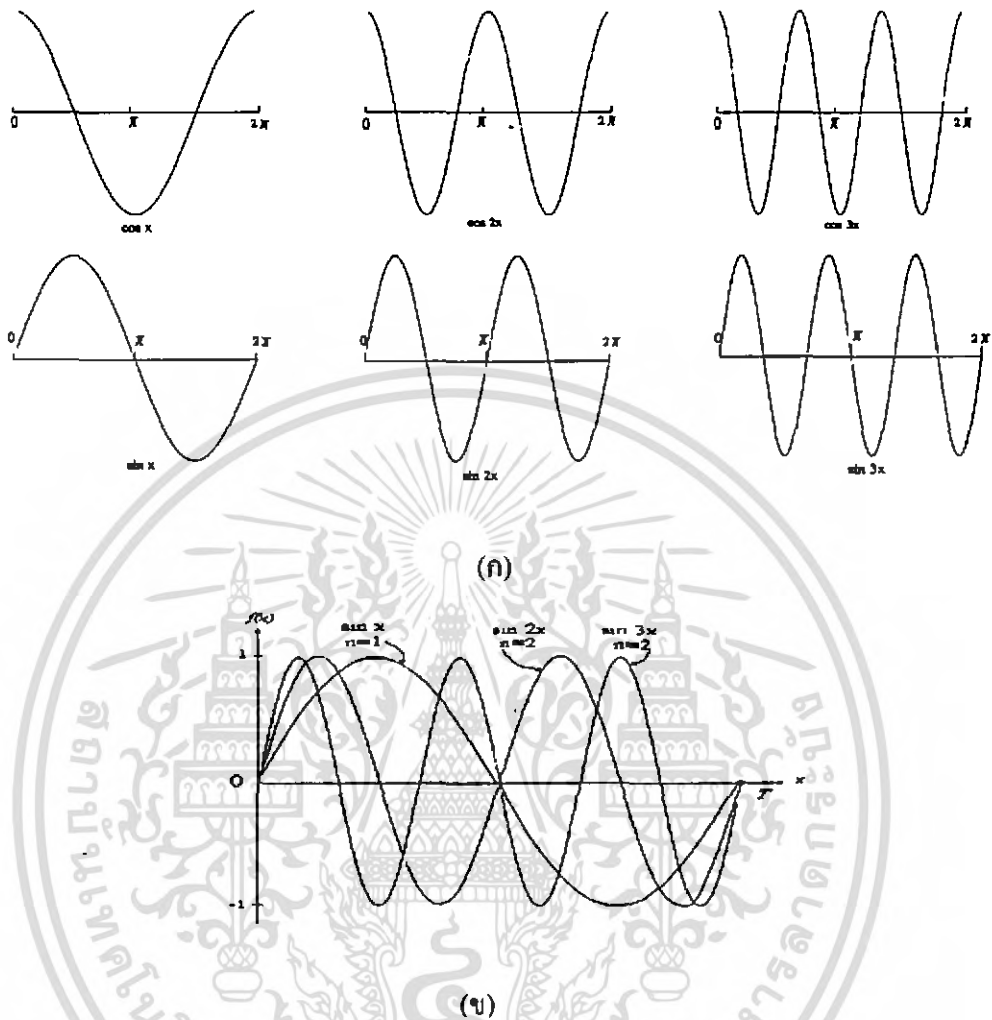 0 π 2π
cos x
0 π 2π
cos 2x
0 π 2π
cos 3x
0 π 2π
sin x
0 π 2π
sin 2x
0 π 2π
sin 3x
(ก)
f(x)
sin x
n=1
sin 2x
n=2
sin 3x
n=2
1
0
x
-1
(ข)